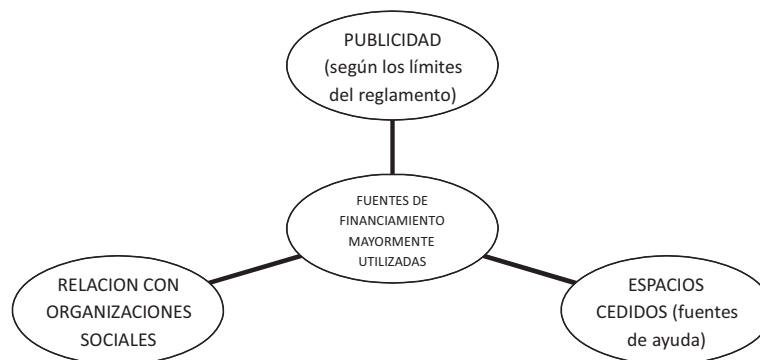 PUBLICIDAD
(según los límites
del reglamento)
FUENTES DE
FINANCIAMIENTO
MAYORMENTE
UTILIZADAS
RELACION CON
ORGANIZACIONES
SOCIALES
ESPACIOS
CEDIDOS (fuentes
de ayuda)